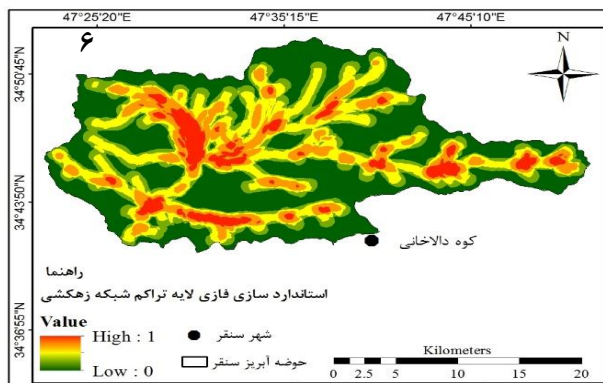 47°25'20"E 47°35'15"E 47°45'10"E
۶
N
34°50'45"N
34°43'50"N
34°36'55"N
کوه دالاخانی
راهنما
استاندارد سازی فازی لایه تراکم شبکه زهکشی
Value
High : 1
Low : 0
شهر سنقر
حوضه آبریز سنقر
Kilometers
0 1.25 2.5 5 10 15 20